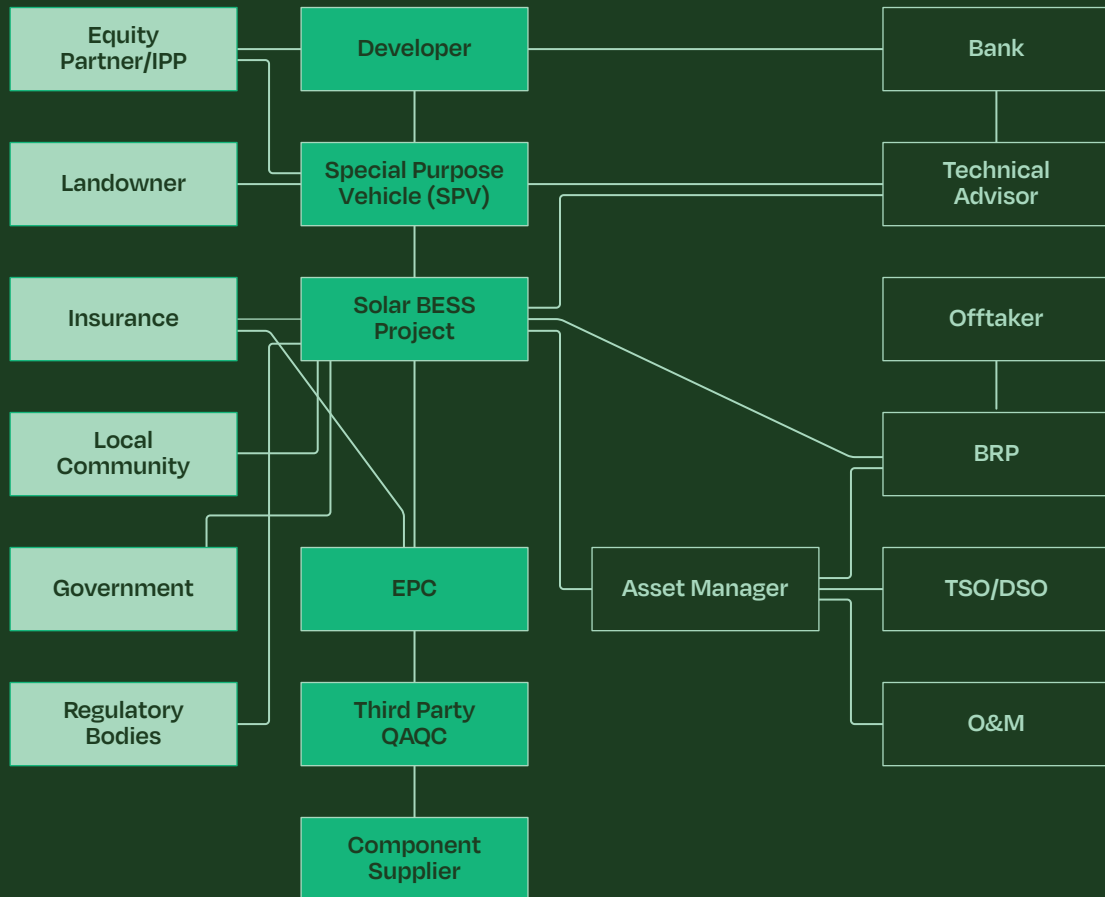 Equity
Partner/IPP
Developer
Bank
Landowner
Special Purpose
Vehicle (SPV)
Technical
Advisor
Insurance
Solar BESS
Project
Offtaker
Local
Community
BRP
Government
EPC
Asset Manager
TSO/DSO
Regulatory
Bodies
Third Party
QAQC
O&M
Component
Supplier